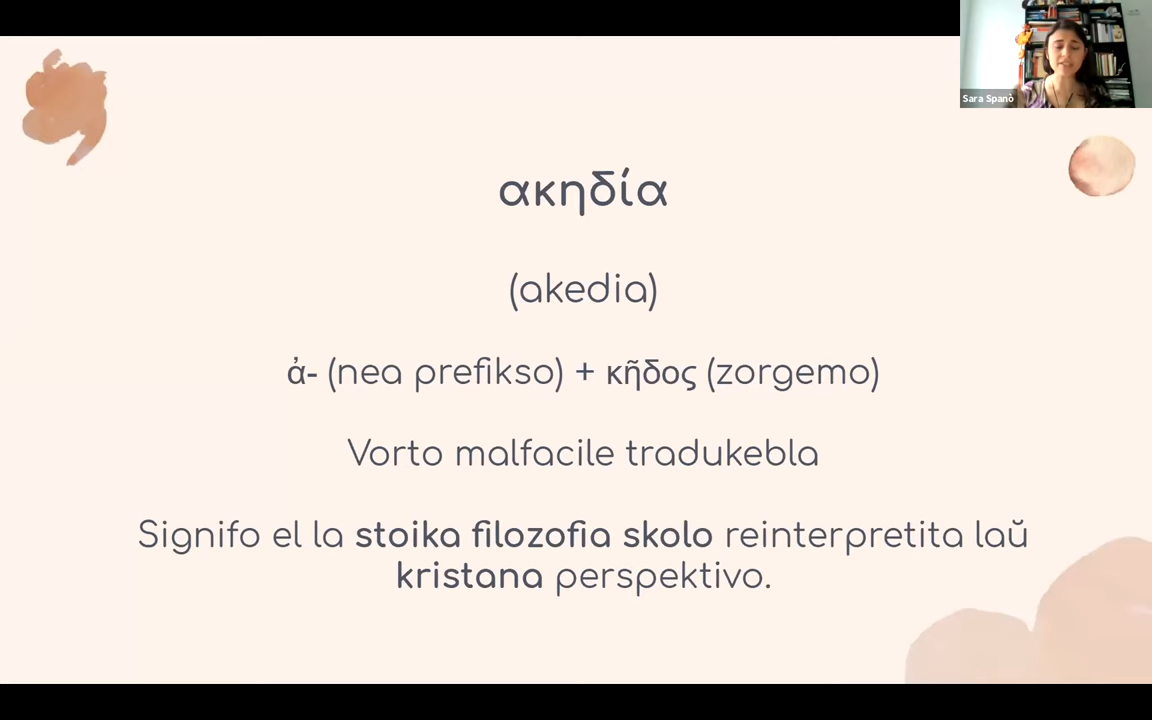 Sara Spanò
ακηδία
(akedia)
ἀ- (nea prefikso) + κῆδος (zorgemo)
Vorto malfacile tradukebla
Signifo el la stoika filozofia skolo reinterpretita laŭ
kristana perspektivo.